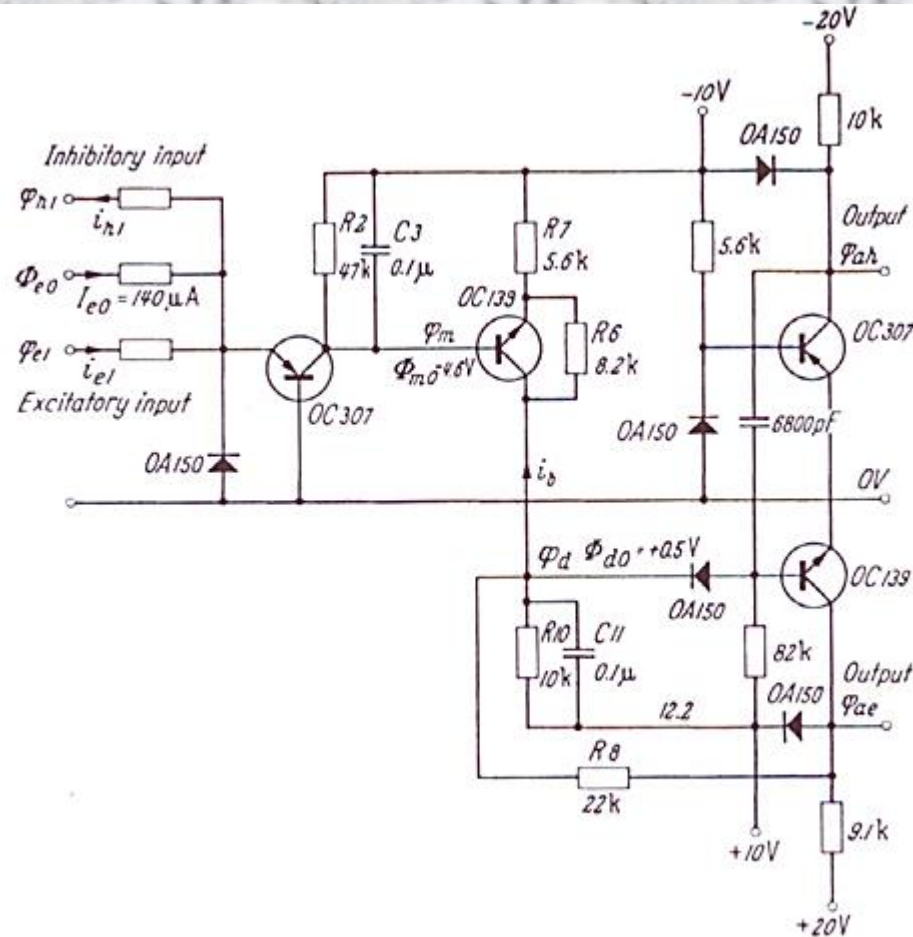 -20V
-10V
OA150
10k
Inhibitory input
φh1
ih1
R2
47k
C3
0.1μ
R7
5.6k
5.6k
Output
φah
Φe0
Ie0 = 140μA
OC139
φm
Φm0 -4.6V
R6
8.2k
OC307
φe1
ie1
Excitatory input
OC307
OA150
OA150
6800pF
ib
0V
φd Φd0 = +0.5V
OA150
OC139
R10
10k
C11
0.1μ
82k
OA150
Output
φae
12.2
R8
22k
+10V
9.1k
+20V